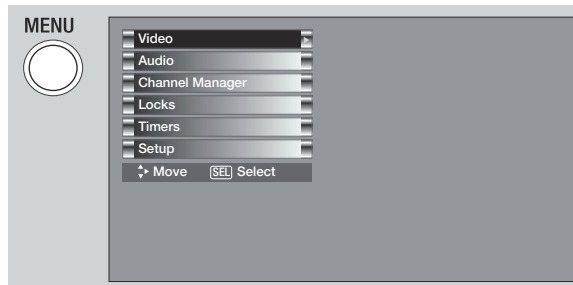 MENU
Video
Audio
Channel Manager
Locks
Timers
Setup
Move SEL Select